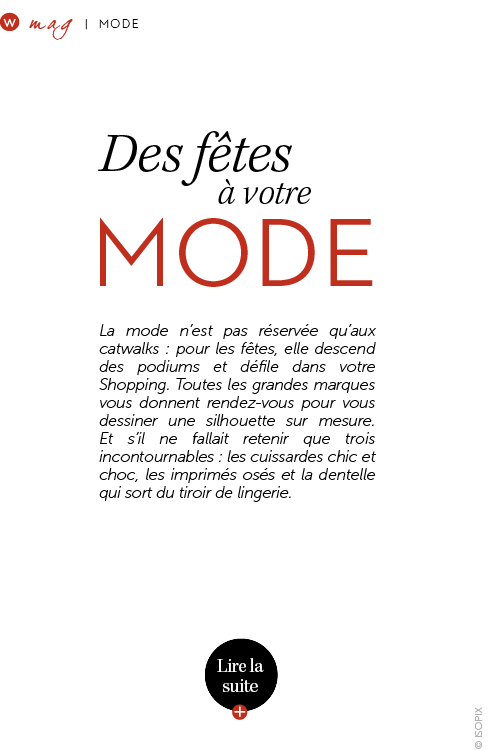 w mag | MODE
Des fêtes
à votre
MODE
La mode n’est pas réservée qu’aux
catwalks : pour les fêtes, elle descend
des podiums et défile dans votre
Shopping. Toutes les grandes marques
vous donnent rendez-vous pour vous
dessiner une silhouette sur mesure.
Et s’il ne fallait retenir que trois
incontournables : les cuissardes chic et
choc, les imprimés osés et la dentelle
qui sort du tiroir de lingerie.
Lire la
suite
+
© ISOPIX